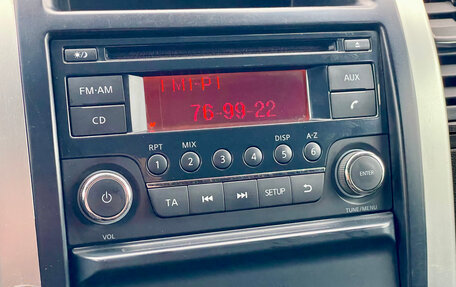 FM1-P1
76-99-22
FM·AM
AUX
CD
RPT MIX DISP A-Z
1 2 3 4 5 6
TA SETUP ENTER
VOL TUNE/MENU